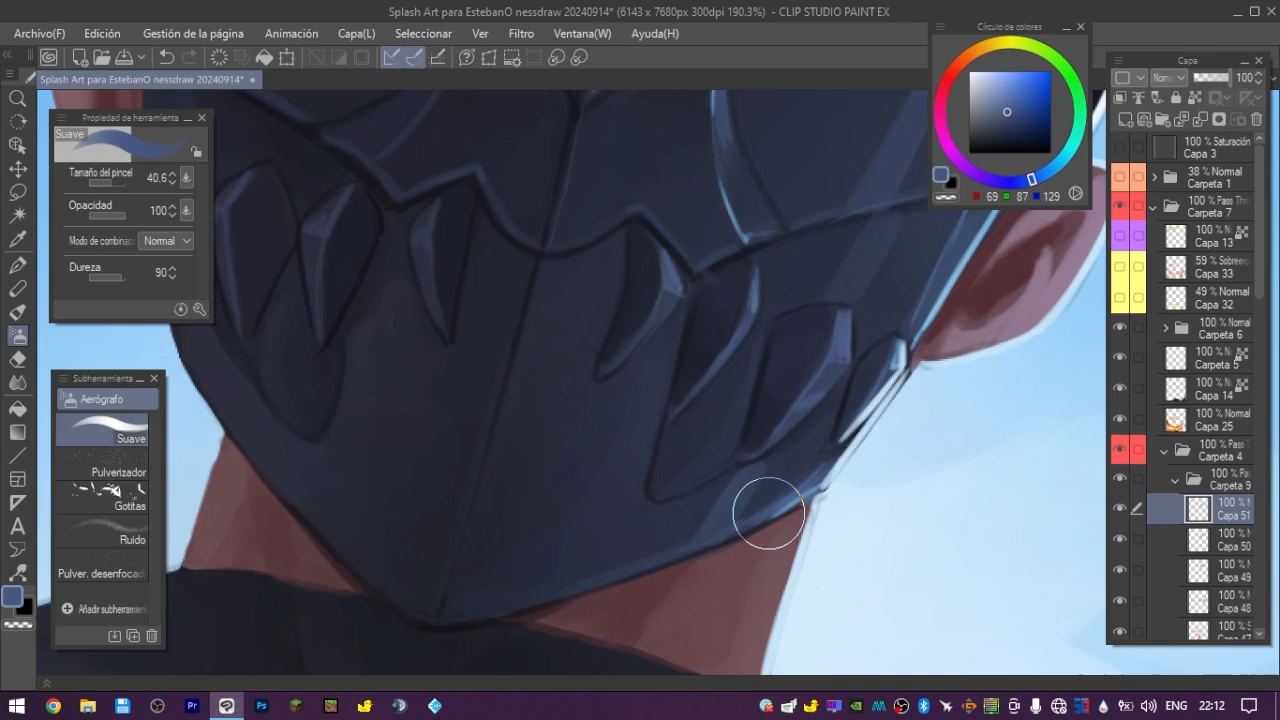 Splash Art para EstebanO nessdraw 20240914* (6143 x 7680px 300dpi 190.3%) - CLIP STUDIO PAINT EX
Archivo(F) Edición Gestión de la página Animación Capa(L) Seleccionar Ver Filtro Ventana(W) Ayuda(H)
Splash Art para EstebanO nessdraw 20240914*
Propiedad de herramienta
Suave
Tamaño del pincel 40.6
Opacidad 100
Modo de combinac Normal
Dureza 90
Subherramienta
Aerógrafo
Suave
Pulverizador
Gotitas
Ruido
Pulver. desenfocad
Añadir subherramien
Círculo de colores
69 87 129
Capa
Norma 100
100 % Saturación
Capa 3
38 % Normal
Carpeta 1
100 % Pass Thr
Carpeta 7
100 % N
Capa 13
59 % Sobreex
Capa 33
49 % Normal
Capa 32
100 % Normal
Carpeta 6
100 % N
Carpeta 5
100 % N
Capa 14
100 % Normal
Capa 25
100 % Pass T
Carpeta 4
100 % Pa
Carpeta 9
100 % N
Capa 51
100 % N
Capa 50
100 % N
Capa 49
100 % N
Capa 48
100 % S
Capa 47
ENG 22:12